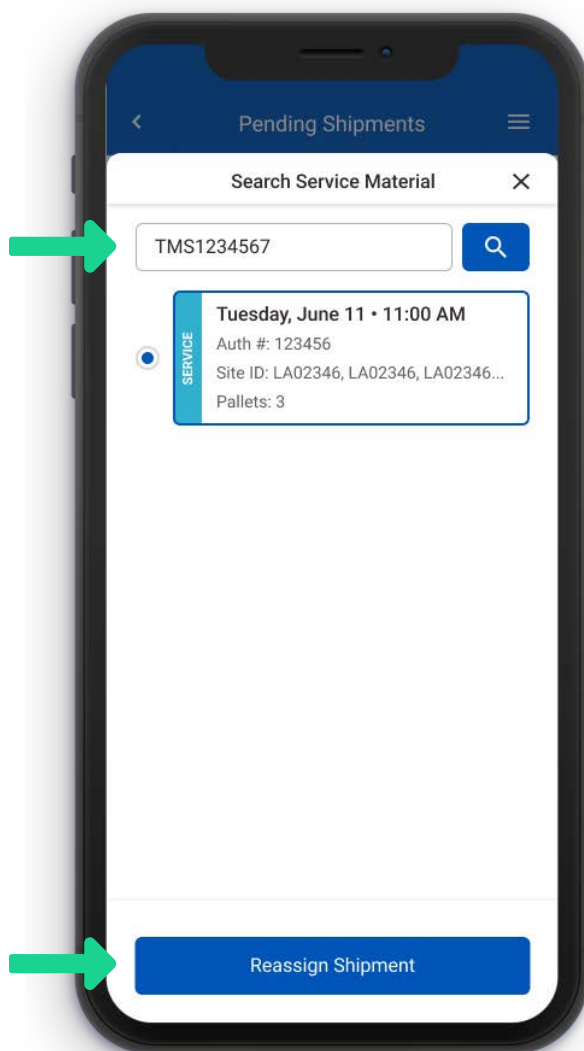 Pending Shipments
Search Service Material
TMS1234567
SERVICE
Tuesday, June 11 • 11:00 AM
Auth #: 123456
Site ID: LA02346, LA02346, LA02346...
Pallets: 3
Reassign Shipment